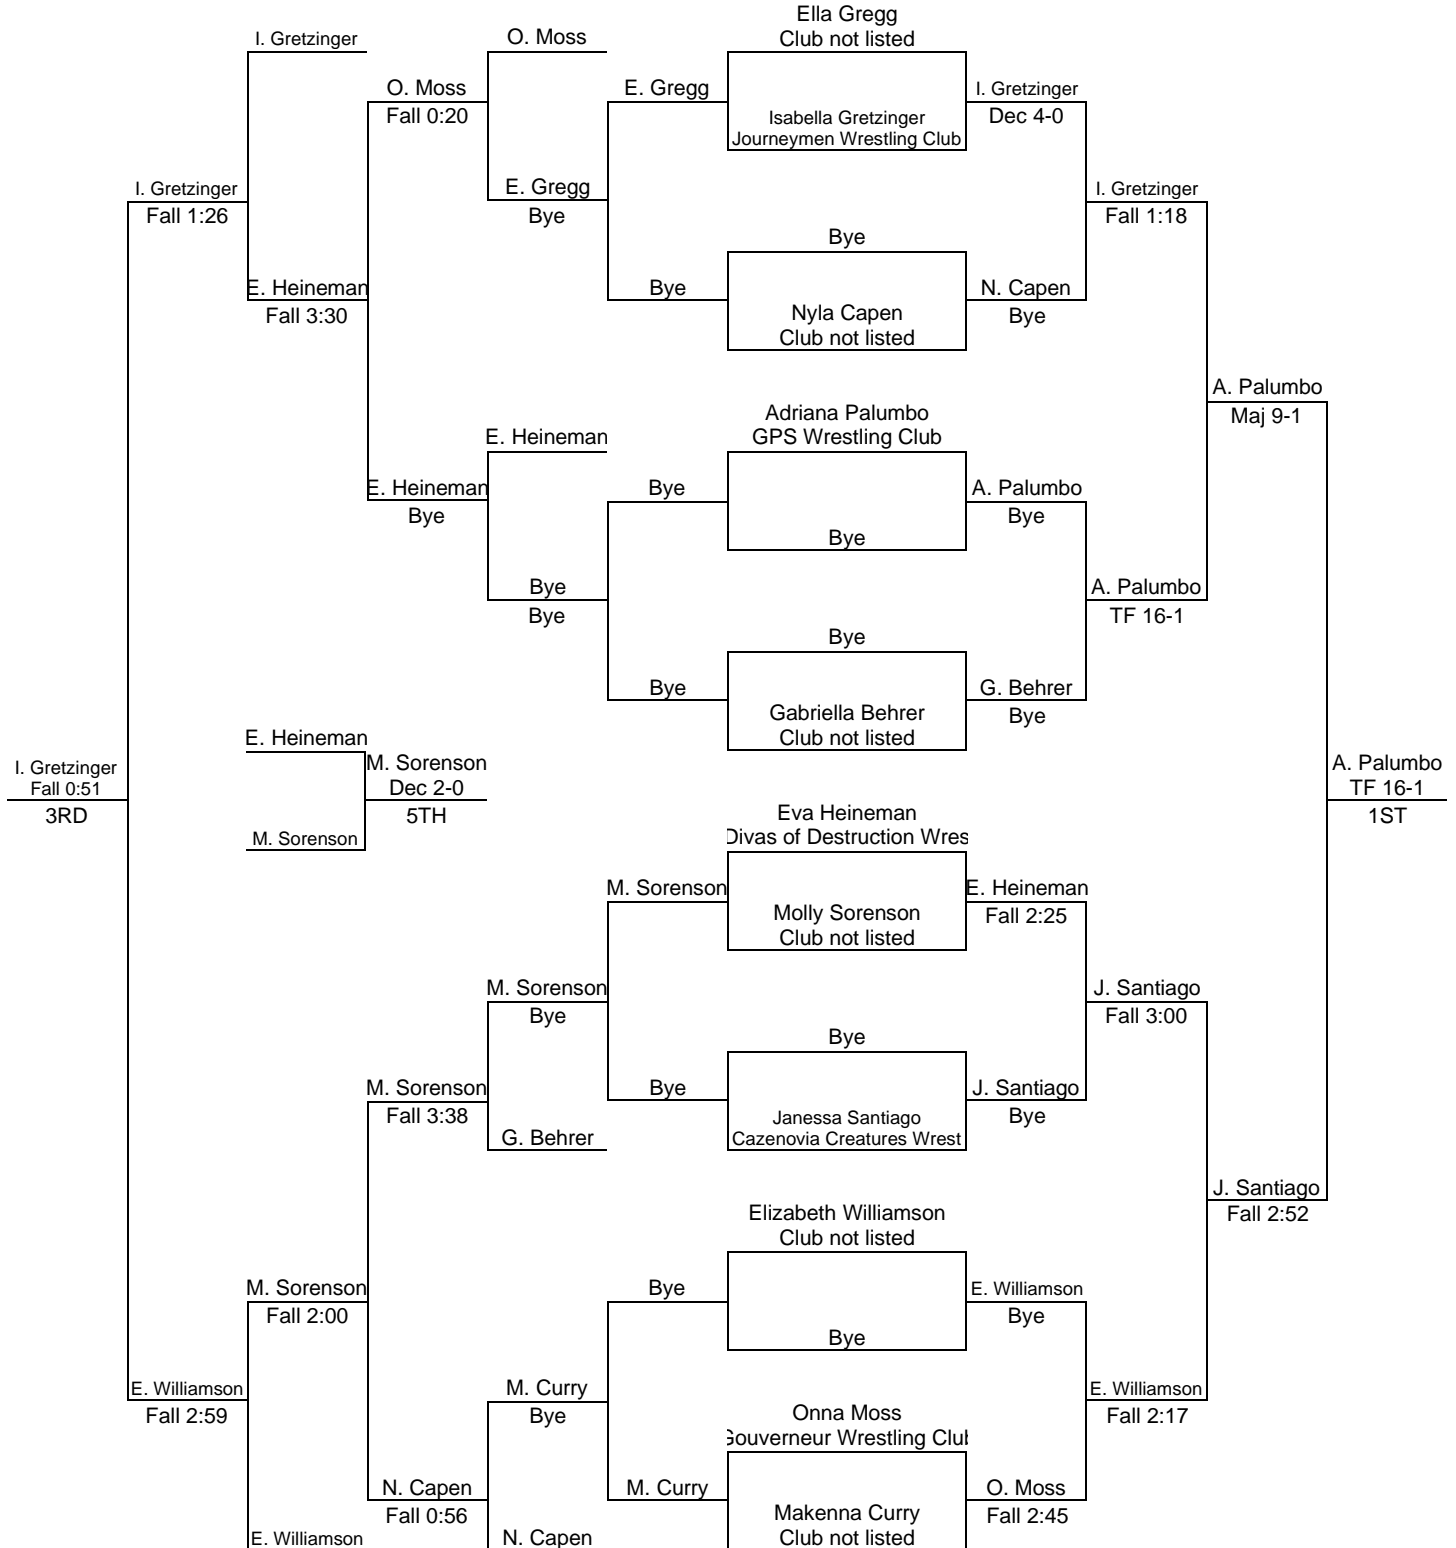 Ella Gregg
I. Gretzinger
O. Moss
Club not listed
O. Moss
E. Gregg
I. Gretzinger
Fall 0:20
Isabella Gretzinger
Dec 4-0
Journeymen Wrestling Club
I. Gretzinger
E. Gregg
I. Gretzinger
Fall 1:26
Bye
Fall 1:18
Bye
E. Heineman
Bye
N. Capen
Fall 3:30
Nyla Capen
Bye
Club not listed
A. Palumbo
Adriana Palumbo
Maj 9-1
E. Heineman
GPS Wrestling Club
E. Heineman
Bye
A. Palumbo
Bye
Bye
Bye
Bye
A. Palumbo
Bye
TF 16-1
Bye
Bye
G. Behrer
Gabriella Behrer
Bye
E. Heineman
Club not listed
I. Gretzinger
M. Sorenson
A. Palumbo
Fall 0:51
Dec 2-0
TF 16-1
3RD
5TH
Eva Heineman
1ST
M. Sorenson
Divas of Destruction Wres
M. Sorenson
E. Heineman
Molly Sorenson
Fall 2:25
Club not listed
M. Sorenson
J. Santiago
Bye
Fall 3:00
Bye
M. Sorenson
Bye
J. Santiago
Fall 3:38
Janessa Santiago
Bye
G. Behrer
Cazenovia Creatures Wrest
J. Santiago
Elizabeth Williamson
Fall 2:52
Club not listed
M. Sorenson
Bye
E. Williamson
Fall 2:00
Bye
Bye
E. Williamson
M. Curry
E. Williamson
Fall 2:59
Bye
Onna Moss
Fall 2:17
Gouverneur Wrestling Club
N. Capen
M. Curry
O. Moss
Fall 0:56
Makenna Curry
Fall 2:45
E. Williamson
N. Capen
Club not listed